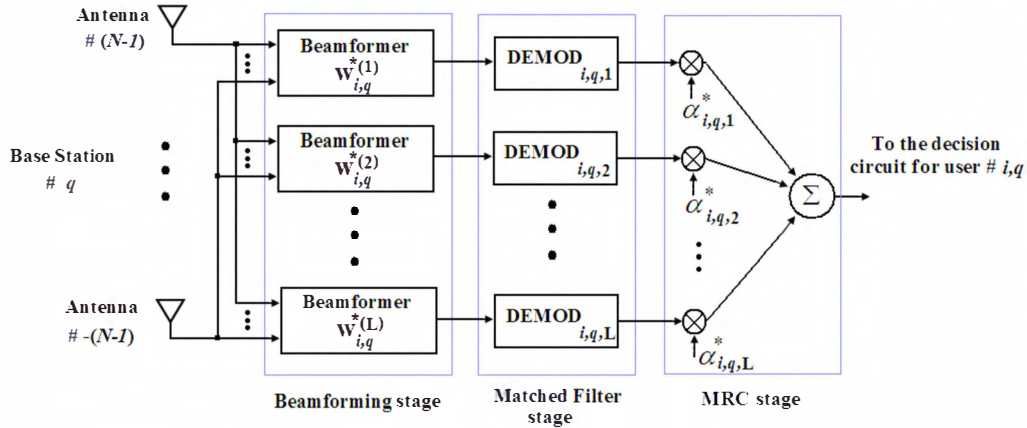 Antenna
# (N-1)
Base Station
# q
Antenna
# -(N-1)
Beamformer
W*(1)i,q
Beamformer
W*(2)i,q
Beamformer
W*(L)i,q
Beamforming stage
DEMODi,q,1
DEMODi,q,2
DEMODi,q,L
Matched Filter
stage
α*i,q,1
α*i,q,2
α*i,q,L
Σ
MRC stage
To the decision
circuit for user # i,q